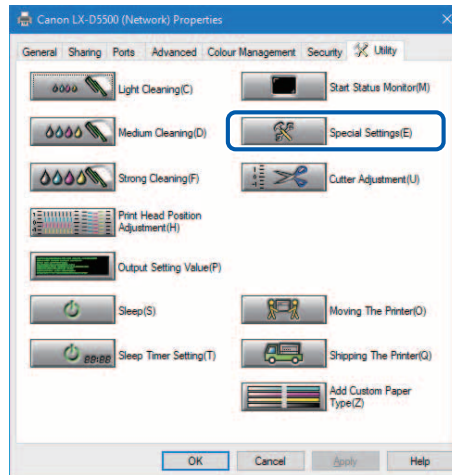 Canon LX-D5500 (Network) Properties
General Sharing Ports Advanced Colour Management Security Utility
Light Cleaning(C)
Start Status Monitor(M)
Medium Cleaning(D)
Special Settings(E)
Strong Cleaning(F)
Cutter Adjustment(U)
Print Head Position
Adjustment(H)
Output Setting Value(P)
Sleep(S)
Moving The Printer(O)
Sleep Timer Setting(T)
Shipping The Printer(Q)
Add Custom Paper
Type(Z)
OK Cancel Apply Help